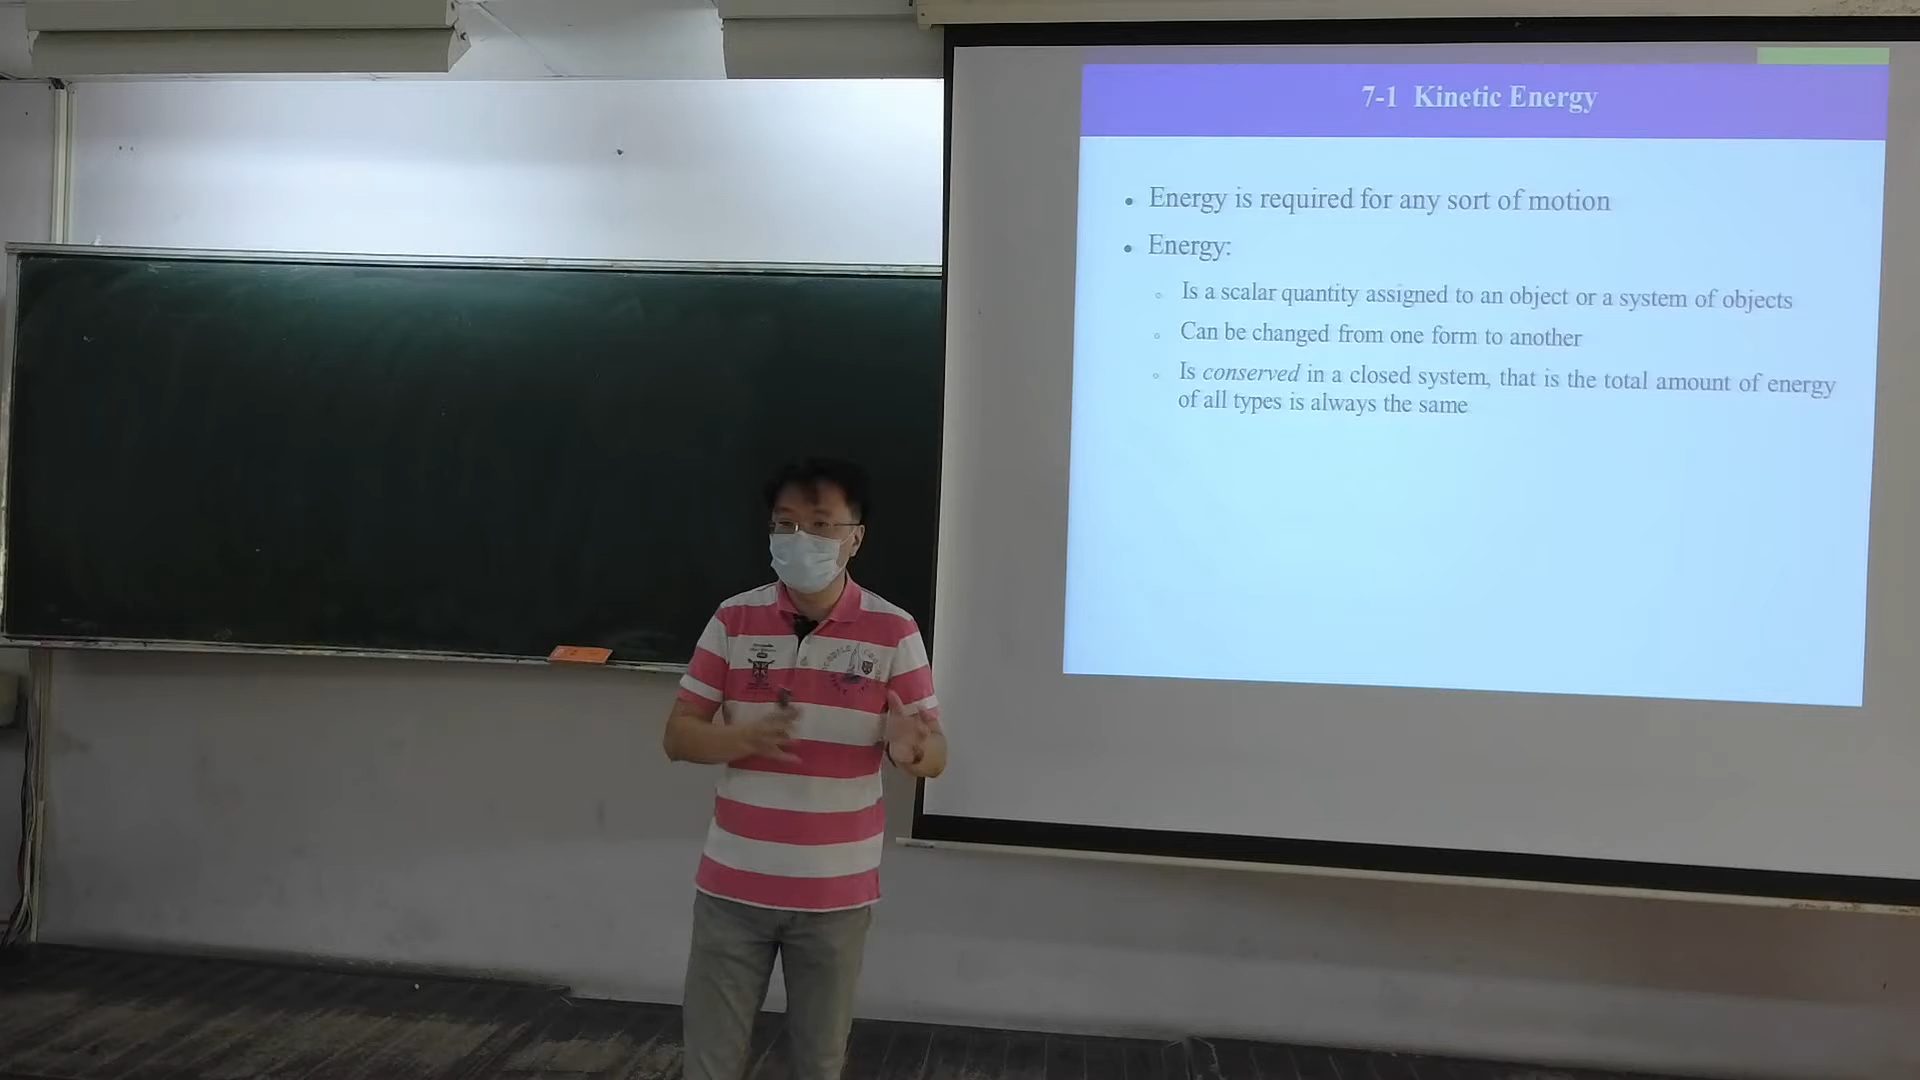 7-1 Kinetic Energy
• Energy is required for any sort of motion
• Energy:
◦ Is a scalar quantity assigned to an object or a system of objects
◦ Can be changed from one form to another
◦ Is conserved in a closed system, that is the total amount of energy
of all types is always the same